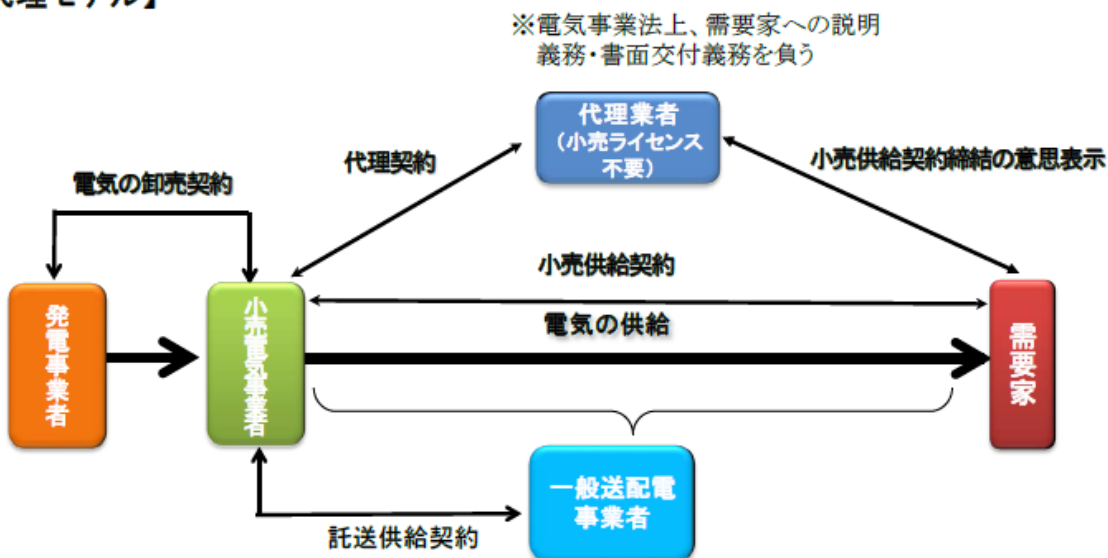 代理モデル】
※電気事業法上、需要家への説明
義務・書面交付義務を負う
代理業者
(小売ライセンス
不要)
代理契約
小売供給契約締結の意思表示
電気の卸売契約
小売供給契約
電気の供給
発電事業者
小売電気事業者
需要家
一般送配電
事業者
託送供給契約